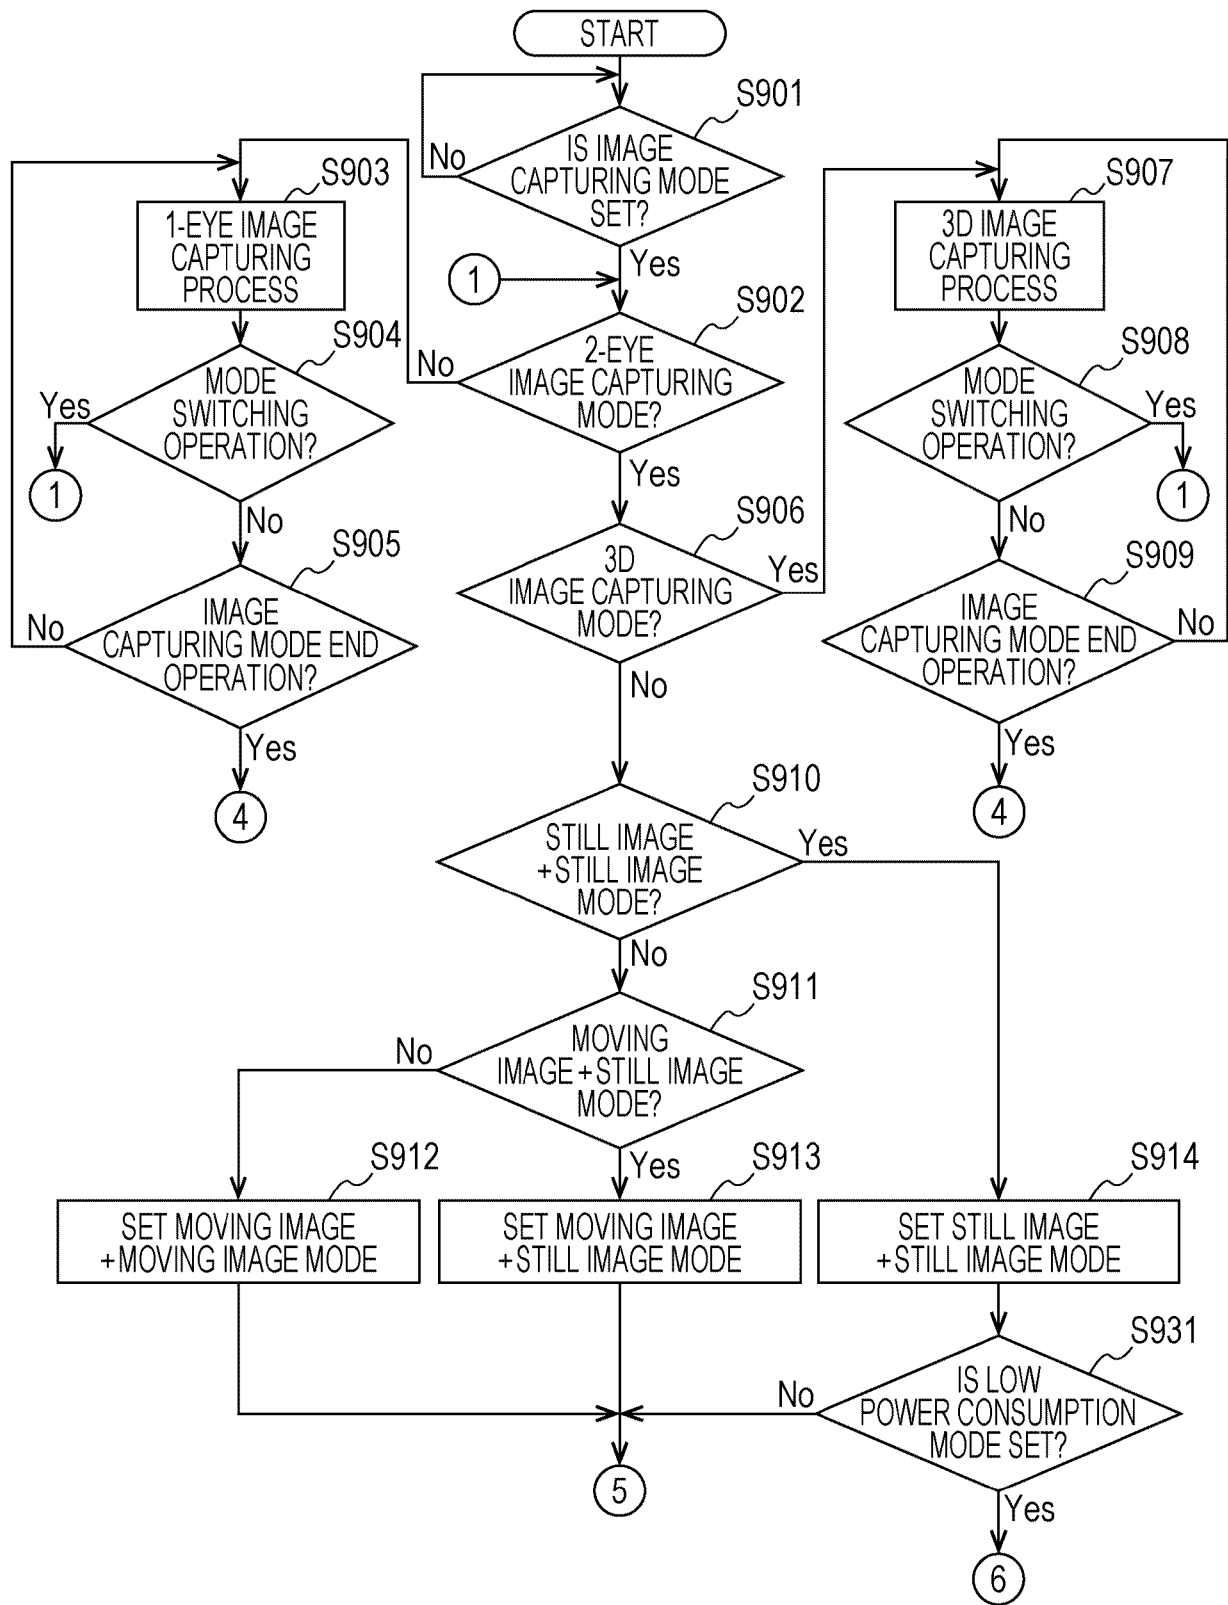 START
S901
IS IMAGE
CAPTURING MODE
SET?
No
Yes
1
S902
2-EYE
IMAGE CAPTURING
MODE?
No
Yes
S903
1-EYE IMAGE
CAPTURING
PROCESS
S904
MODE
SWITCHING
OPERATION?
Yes
1
No
S905
IMAGE
CAPTURING MODE END
OPERATION?
No
Yes
4
S906
3D
IMAGE CAPTURING
MODE?
Yes
No
S907
3D IMAGE
CAPTURING
PROCESS
S908
MODE
SWITCHING
OPERATION?
Yes
1
No
S909
IMAGE
CAPTURING MODE END
OPERATION?
No
Yes
4
S910
STILL IMAGE
+STILL IMAGE
MODE?
Yes
No
S911
MOVING
IMAGE+STILL IMAGE
MODE?
No
Yes
S912
SET MOVING IMAGE
+MOVING IMAGE MODE
S913
SET MOVING IMAGE
+STILL IMAGE MODE
S914
SET STILL IMAGE
+STILL IMAGE MODE
S931
IS LOW
POWER CONSUMPTION
MODE SET?
No
Yes
5
6